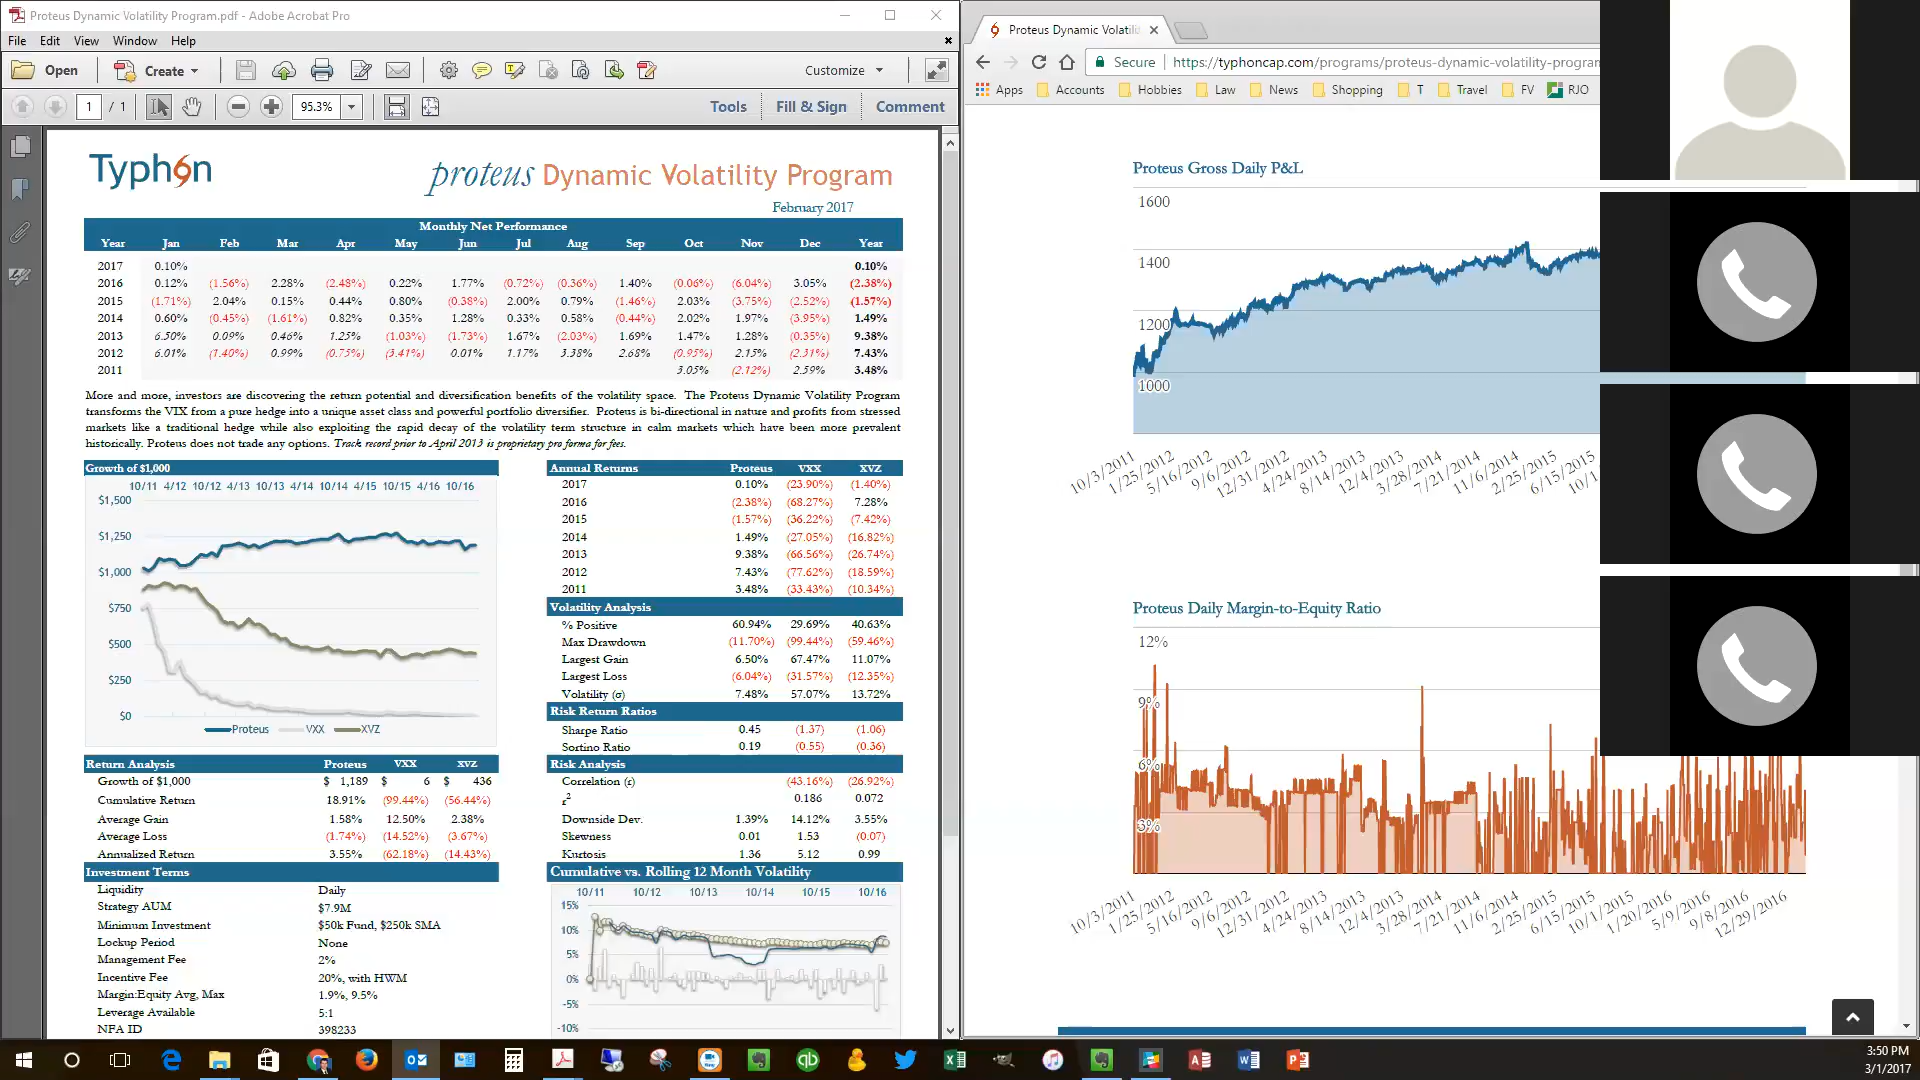 Proteus Dynamic Volatility Program.pdf - Adobe Acrobat Pro
File Edit View Window Help
Open Create Customize
1 / 1 95.3% Tools Fill & Sign Comment
Typhon
proteus Dynamic Volatility Program
February 2017
Monthly Net Performance
Year Jan Feb Mar Apr May Jun Jul Aug Sep Oct Nov Dec Year
2017 0.10% 0.10%
2016 0.12% (1.56%) 2.28% (2.48%) 0.22% 1.77% (0.72%) (0.36%) 1.40% (0.06%) (6.04%) 3.05% (2.38%)
2015 (1.71%) 2.04% 0.15% 0.44% 0.80% (0.38%) 2.00% 0.79% (1.46%) 2.03% (3.75%) (2.52%) (1.57%)
2014 0.60% (0.45%) (1.61%) 0.82% 0.35% 1.28% 0.33% 0.58% (0.44%) 2.02% 1.97% (3.95%) 1.49%
2013 6.50% 0.09% 0.46% 1.25% (1.03%) (1.73%) 1.67% (2.03%) 1.69% 1.47% 1.28% (0.35%) 9.38%
2012 6.01% (1.40%) 0.99% (0.75%) (3.41%) 0.01% 1.17% 3.38% 2.68% (0.95%) 2.15% (2.31%) 7.43%
2011 3.05% (2.12%) 2.59% 3.48%
More and more, investors are discovering the return potential and diversification benefits of the volatility space. The Proteus Dynamic Volatility Program
transforms the VIX from a pure hedge into a unique asset class and powerful portfolio diversifier. Proteus is bi-directional in nature and profits from stressed
markets like a traditional hedge while also exploiting the rapid decay of the volatility term structure in calm markets which have been more prevalent
historically. Proteus does not trade any options. Track record prior to April 2013 is proprietary pro forma for fees.
Growth of $1,000
10/11 4/12 10/12 4/13 10/13 4/14 10/14 4/15 10/15 4/16 10/16
$1,500
$1,250
$1,000
$750
$500
$250
$0
Proteus VXX XVZ
Return Analysis Proteus VXX XVZ
Growth of $1,000 $ 1,189 $ 6 $ 436
Cumulative Return 18.91% (99.44%) (56.44%)
Average Gain 1.58% 12.50% 2.38%
Average Loss (1.74%) (14.52%) (3.67%)
Annualized Return 3.55% (62.18%) (14.43%)
Investment Terms
Liquidity Daily
Strategy AUM $7.9M
Minimum Investment $50k Fund, $250k SMA
Lockup Period None
Management Fee 2%
Incentive Fee 20%, with HWM
Margin:Equity Avg, Max 1.9%, 9.5%
Leverage Available 5:1
NFA ID 398233
Annual Returns Proteus VXX XVZ
2017 0.10% (23.90%) (1.40%)
2016 (2.38%) (68.27%) 7.28%
2015 (1.57%) (36.22%) (7.42%)
2014 1.49% (27.05%) (16.82%)
2013 9.38% (66.56%) (26.74%)
2012 7.43% (77.62%) (18.59%)
2011 3.48% (33.43%) (10.34%)
Volatility Analysis
% Positive 60.94% 29.69% 40.63%
Max Drawdown (11.70%) (99.44%) (59.46%)
Largest Gain 6.50% 67.47% 11.07%
Largest Loss (6.04%) (31.57%) (12.35%)
Volatility (σ) 7.48% 57.07% 13.72%
Risk Return Ratios
Sharpe Ratio 0.45 (1.37) (1.06)
Sortino Ratio 0.19 (0.55) (0.36)
Risk Analysis
Correlation (r) (43.16%) (26.92%)
r2 0.186 0.072
Downside Dev. 1.39% 14.12% 3.55%
Skewness 0.01 1.53 (0.07)
Kurtosis 1.36 5.12 0.99
Cumulative vs. Rolling 12 Month Volatility
10/11 10/12 10/13 10/14 10/15 10/16
15%
10%
5%
0%
-5%
-10%
Proteus Dynamic Volatili
Secure https://typhoncap.com/programs/proteus-dynamic-volatility-progran
Apps Accounts Hobbies Law News Shopping T Travel FV RJO
Proteus Gross Daily P&L
1600
1400
1200
1000
10/3/2011 1/25/2012 5/16/2012 9/6/2012 12/31/2012 4/24/2013 8/14/2013 12/4/2013 3/28/2014 7/21/2014 11/6/2014 2/25/2015 6/15/2015 10/1
Proteus Daily Margin-to-Equity Ratio
12%
9%
6%
3%
10/3/2011 1/25/2012 5/16/2012 9/6/2012 12/31/2012 4/24/2013 8/14/2013 12/4/2013 3/28/2014 7/21/2014 11/6/2014 2/25/2015 6/15/2015 10/1/2015 1/20/2016 5/9/2016 9/8/2016 12/29/2016
3:50 PM
3/1/2017